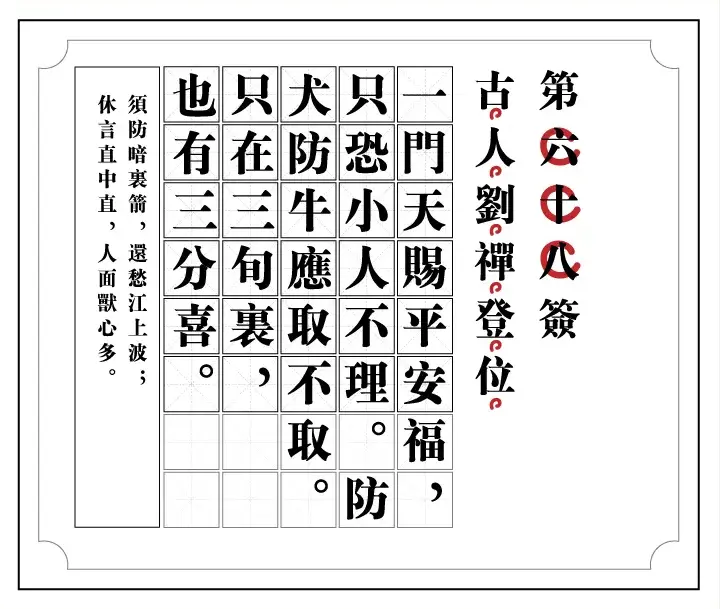 第六十八簽
古人劉禪登位
一門天賜平安福，
只恐小人不理。防
犬防牛應取不取。
只在三旬裏，
也有三分喜。
須防暗裏箭，還愁江上波；
休言直中直，人面獸心多。